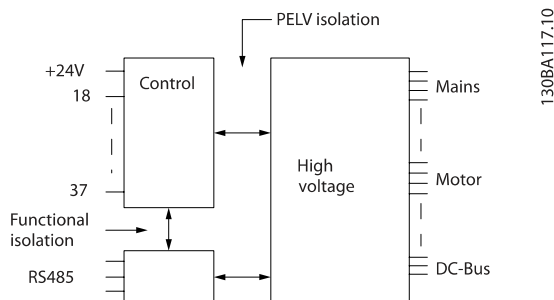 PELV isolation
130BA117.10
+24V
Control
Mains
18
High
voltage
37
Motor
Functional
isolation
RS485
DC-Bus